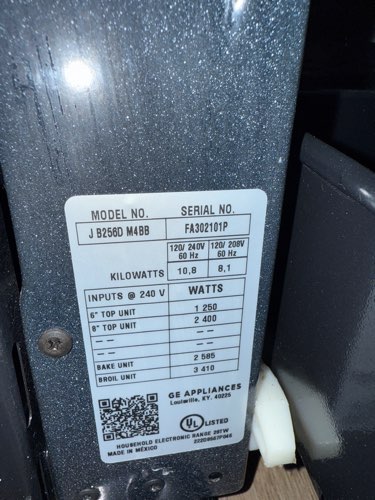 MODEL NO. SERIAL NO.
J B256D M4BB FA302101P
120/ 240V 120/ 208V
60 Hz 60 Hz
KILOWATTS 10,8 8,1
INPUTS @ 240 V WATTS
6" TOP UNIT 1 250
8" TOP UNIT 2 400
-- --
-- --
BAKE UNIT 2 585
BROIL UNIT 3 410
GE APPLIANCES
Louisville, KY. 40225
UL LISTED
HOUSEHOLD ELECTRONIC RANGE 29TW
MADE IN MEXICO